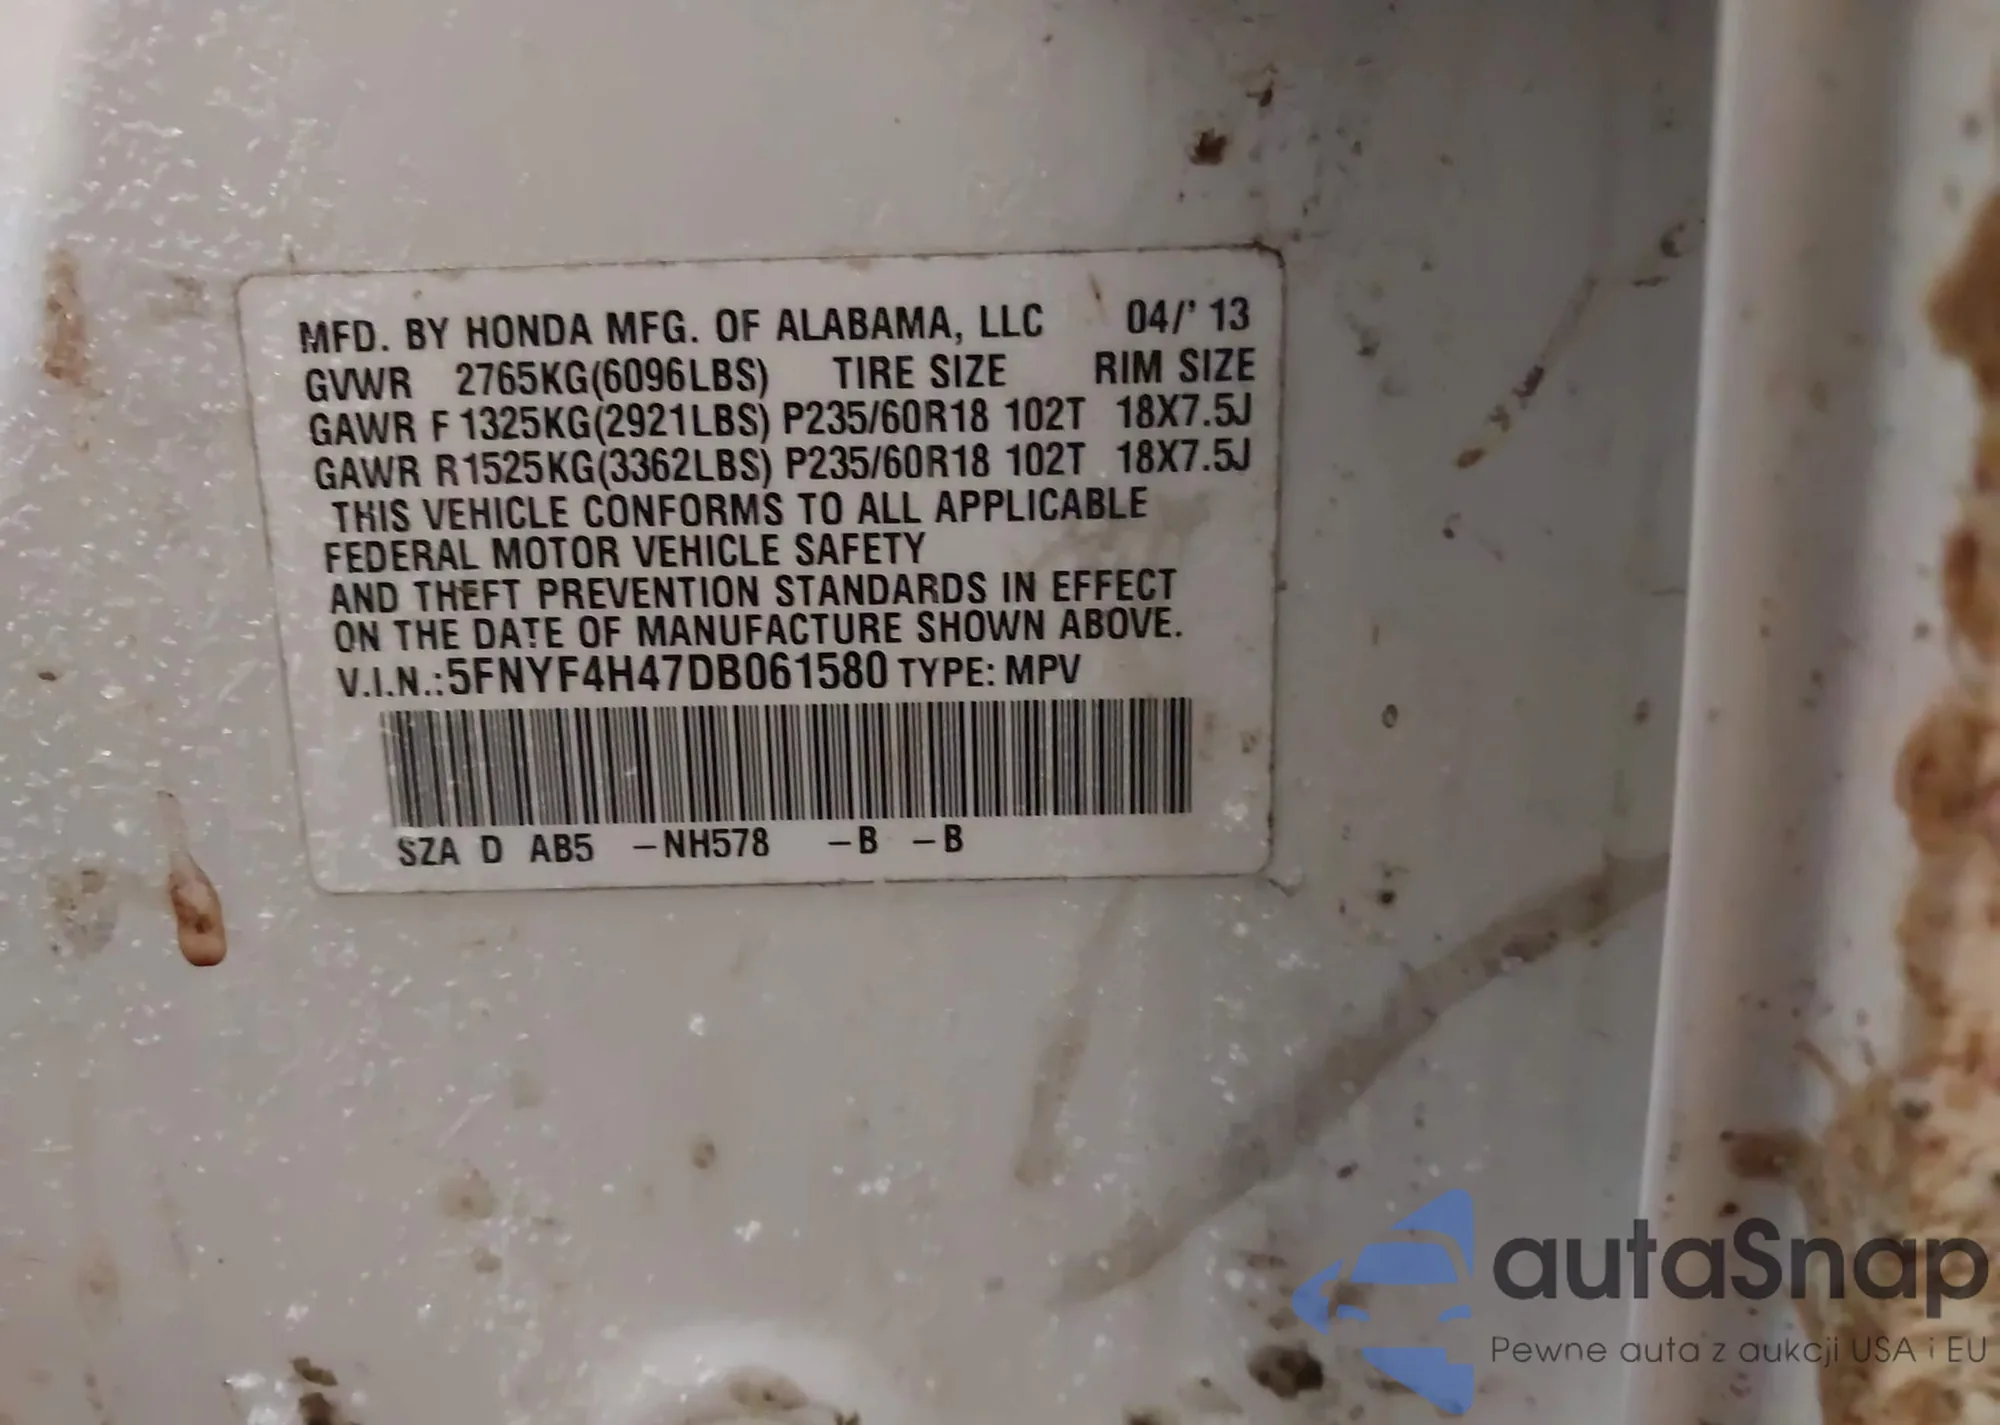 MFD. BY HONDA MFG. OF ALABAMA, LLC 04/' 13
GVWR 2765KG(6096LBS) TIRE SIZE RIM SIZE
GAWR F 1325KG(2921LBS) P235/60R18 102T 18X7.5J
GAWR R 1525KG(3362LBS) P235/60R18 102T 18X7.5J
THIS VEHICLE CONFORMS TO ALL APPLICABLE
FEDERAL MOTOR VEHICLE SAFETY
AND THEFT PREVENTION STANDARDS IN EFFECT
ON THE DATE OF MANUFACTURE SHOWN ABOVE.
V.I.N.:5FNYF4H47DB061580 TYPE: MPV
SZA D AB5 –NH578 –B –B
autaSnap
Pewne auta z aukcji USA i EU